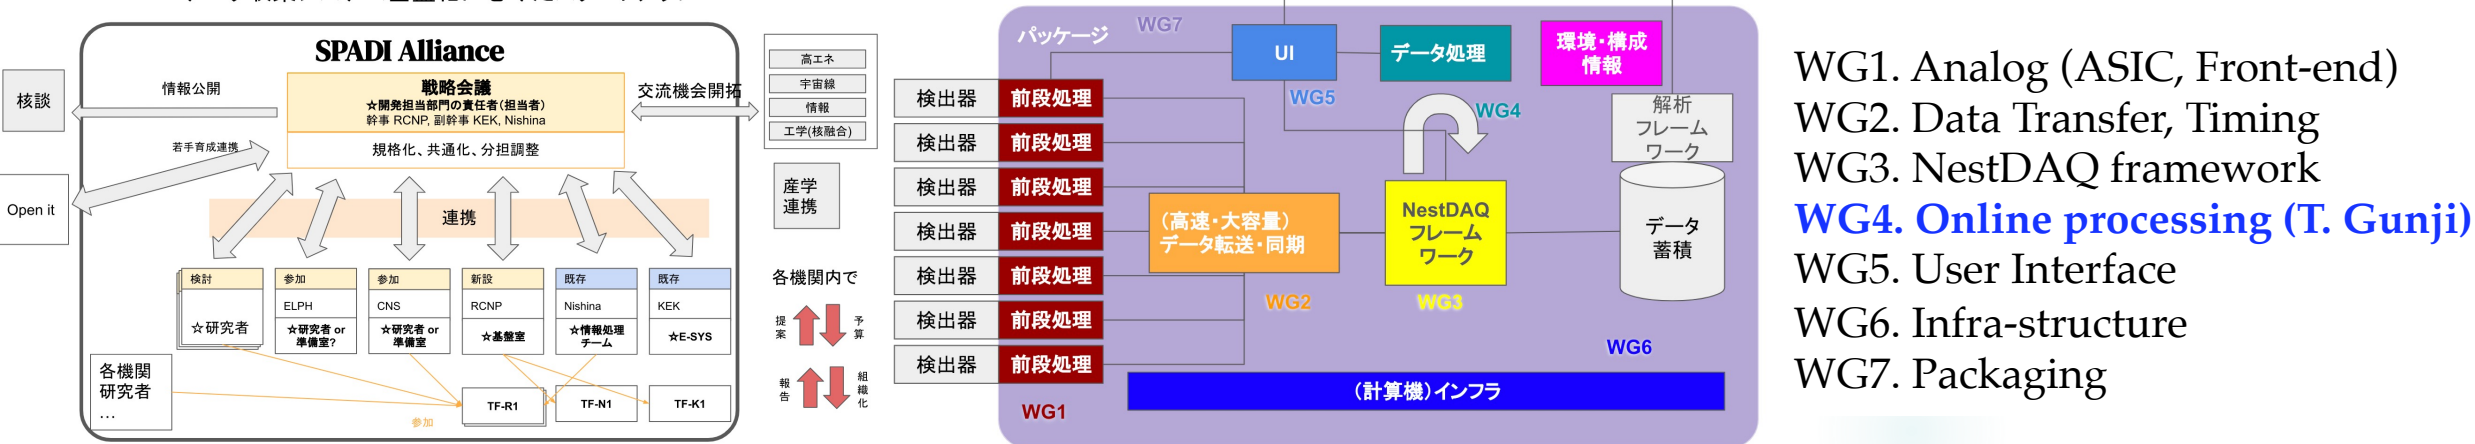 SPADI Alliance
戦略会議
☆開発担当部門の責任者(担当者)
幹事 RCNP, 副幹事 KEK, Nishina
規格化、共通化、分担調整
核談
情報公開
若手育成連携
Open it
交流機会開拓
高エネ
宇宙線
情報
工学(核融合)
産学
連携
連携
検討
☆研究者
参加
ELPH
☆研究者 or
準備室?
参加
CNS
☆研究者 or
準備室
新設
RCNP
☆基盤室
既存
Nishina
☆情報処理
チーム
既存
KEK
☆E-SYS
各機関
研究者
…
参加
TF-R1
TF-N1
TF-K1
各機関内で
提案
予算
報告
組織化
パッケージ
WG7
UI
WG5
データ処理
WG4
環境・構成
情報
解析
フレーム
ワーク
検出器
前段処理
検出器
前段処理
検出器
前段処理
検出器
前段処理
検出器
前段処理
検出器
前段処理
検出器
前段処理
WG1
(高速・大容量)
データ転送・同期
WG2
NestDAQ
フレーム
ワーク
WG3
データ
蓄積
WG6
(計算機)インフラ
WG1. Analog (ASIC, Front-end)
WG2. Data Transfer, Timing
WG3. NestDAQ framework
WG4. Online processing (T. Gunji)
WG5. User Interface
WG6. Infra-structure
WG7. Packaging